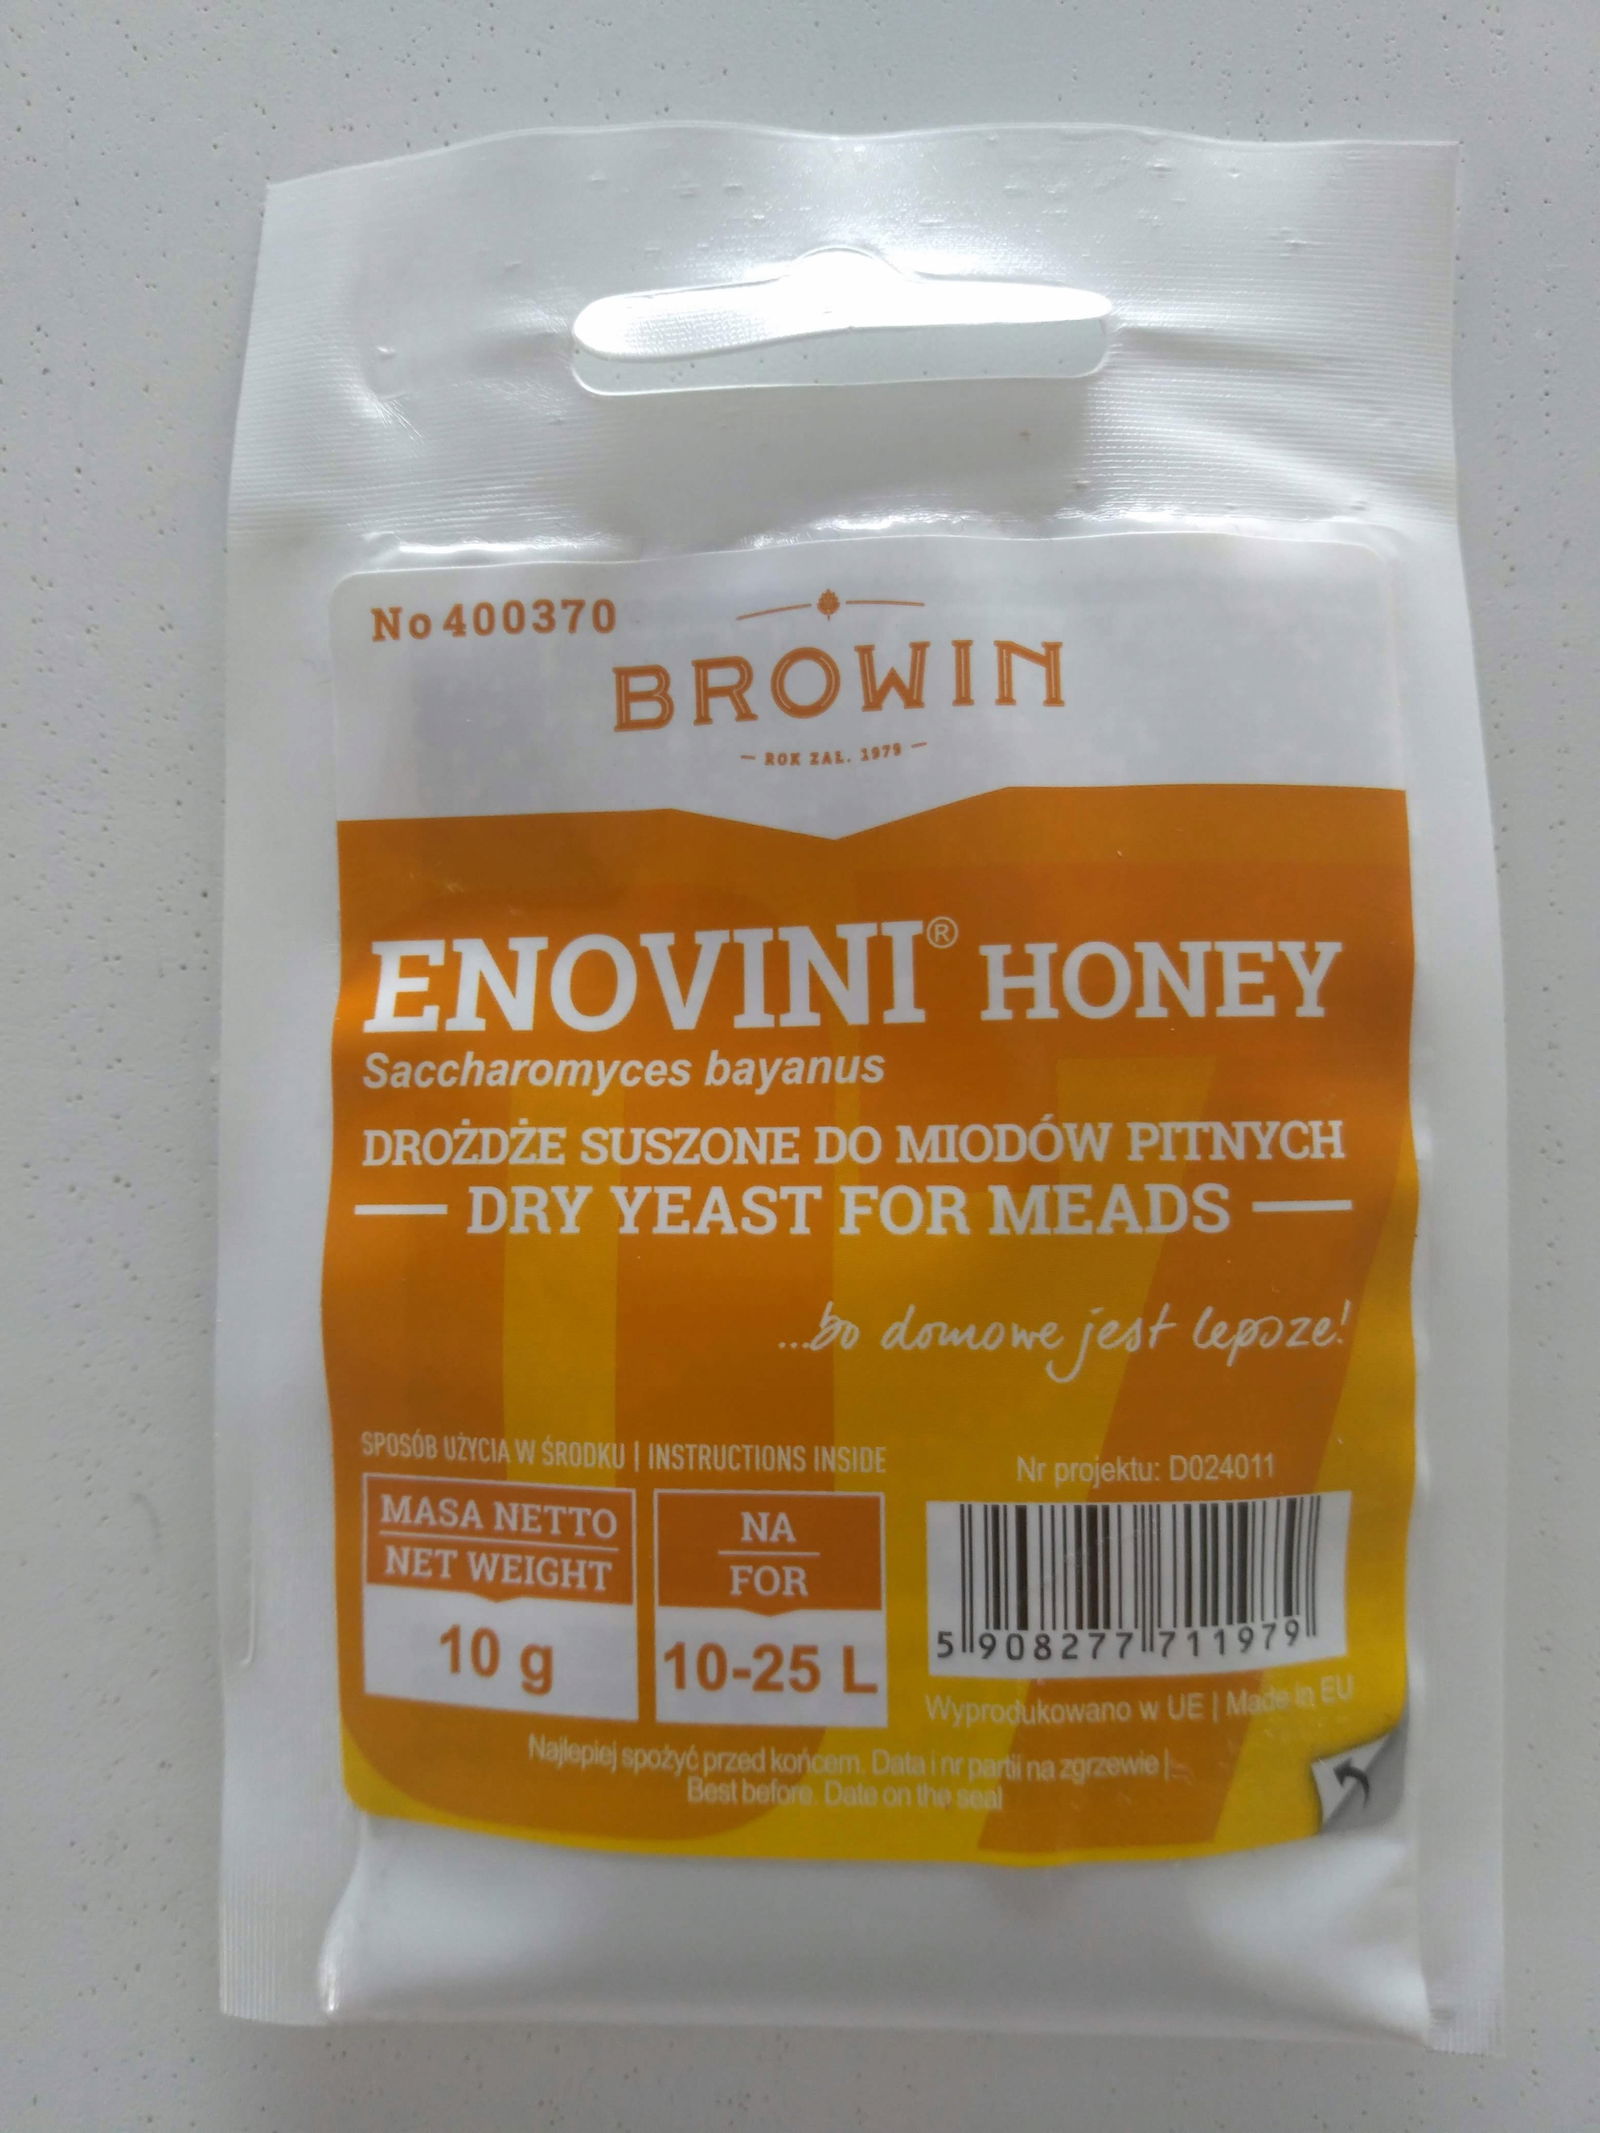 No 400370
BROWIN
ROK ZAŁ. 1979
ENOVINI® HONEY
Saccharomyces bayanus
DROŻDŻE SUSZONE DO MIODÓW PITNYCH
DRY YEAST FOR MEADS
...bo domowe jest lepsze!
SPOSÓB UŻYCIA W ŚRODKU | INSTRUCTIONS INSIDE
Nr projektu: D024011
MASA NETTO
NET WEIGHT
10 g
NA
FOR
10-25 L
5 908277 711979
Wyprodukowano w UE | Made in EU
Najlepiej spożyć przed końcem. Data i nr partii na zgrzewie |
Best before. Date on the seal